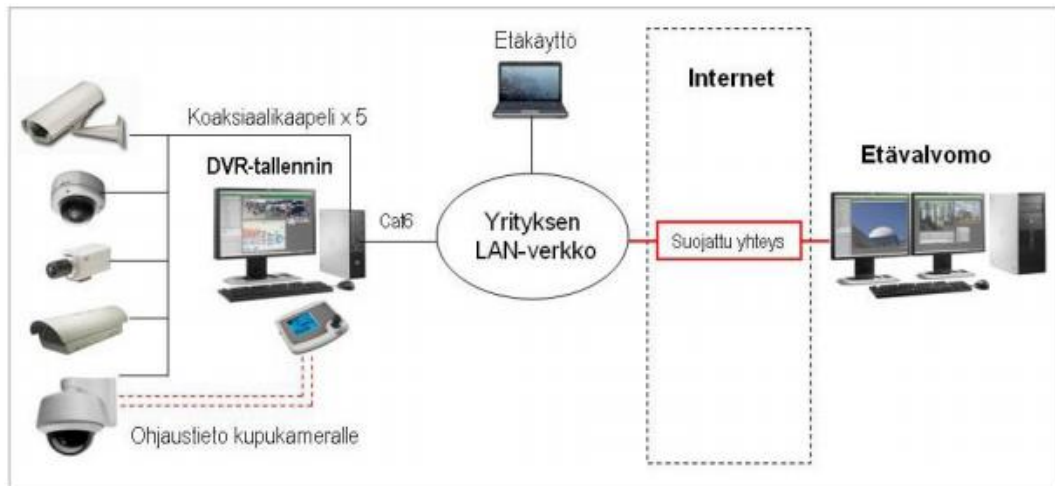 Etäkäyttö
Internet
Koaksiaalikaapeli x 5
DVR-tallennin
Etävalvomo
Cat6
Yrityksen
LAN-verkko
Suojattu yhteys
Ohjaustieto kupukameralle